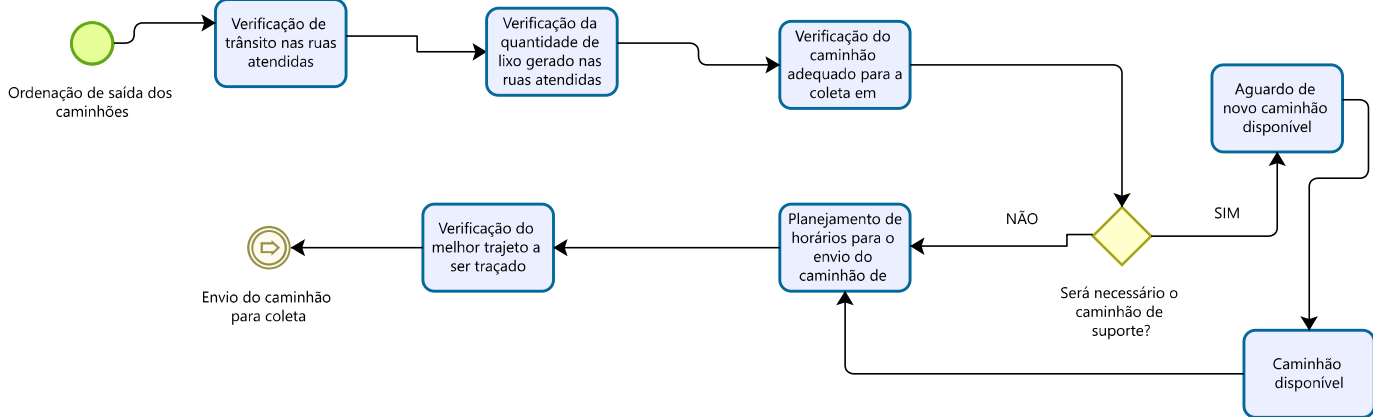 Ordenação de saída dos
caminhões
Verificação de
trânsito nas ruas
atendidas
Verificação da
quantidade de
lixo gerado nas
ruas atendidas
Verificação do
caminhão
adequado para a
coleta em
Aguardo de
novo caminhão
disponível
SIM
NÃO
Será necessário o
caminhão de
suporte?
Caminhão
disponível
Planejamento de
horários para o
envio do
caminhão de
Verificação do
melhor trajeto a
ser traçado
Envio do caminhão
para coleta